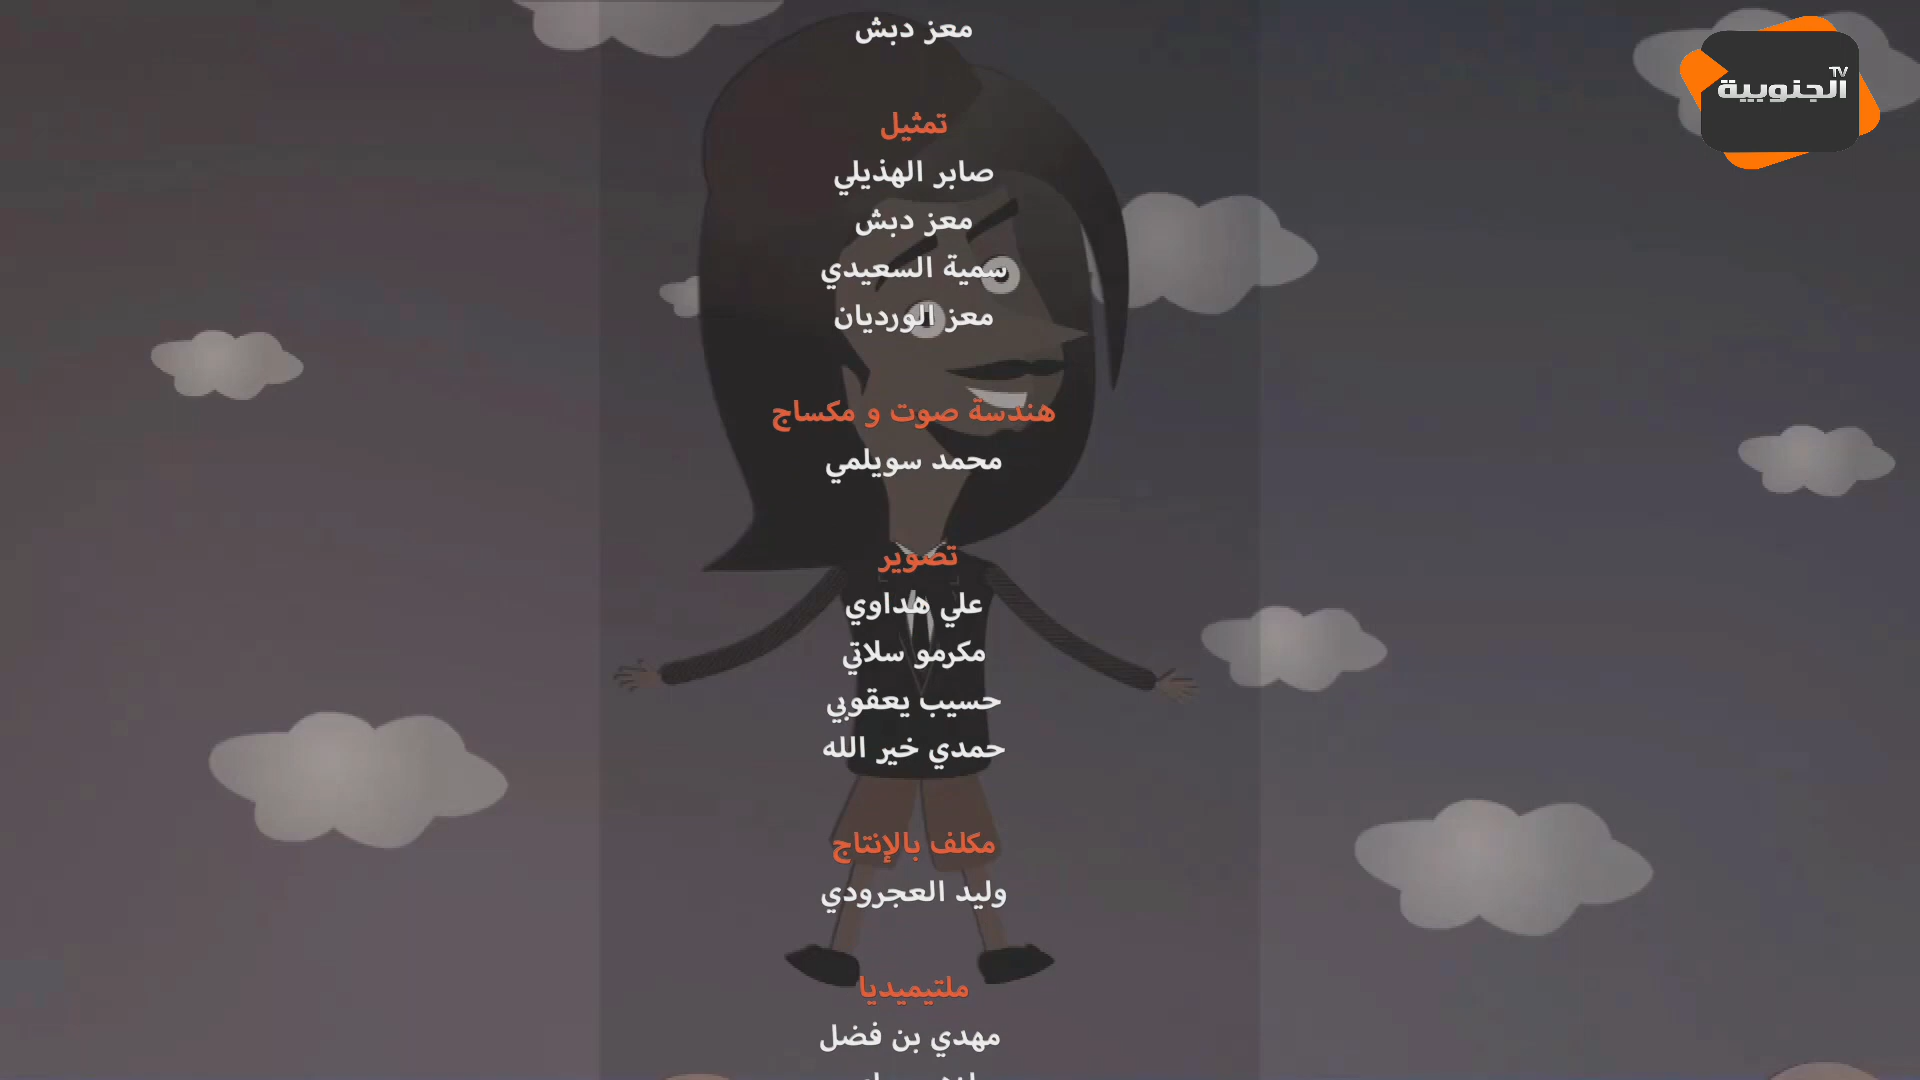 معز دبش
TV
الجنوبية
تمثيل
صابر الهذيلي
معز دبش
سمية السعيدي
معز الورديان
هندسة صوت و مكساج
محمد سويلمي
تصوير
علي هداوي
مكرمو سلاتي
حسيب يعقوبي
حمدي خير الله
مكلف بالإنتاج
وليد العجرودي
ملتيميديا
مهدي بن فضل